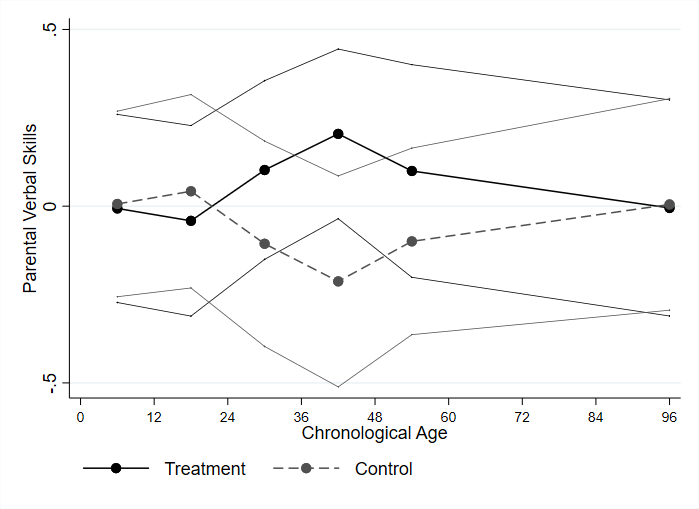 .5
0
-.5
Parental Verbal Skills
0 12 24 36 48 60 72 84 96
Chronological Age
Treatment Control